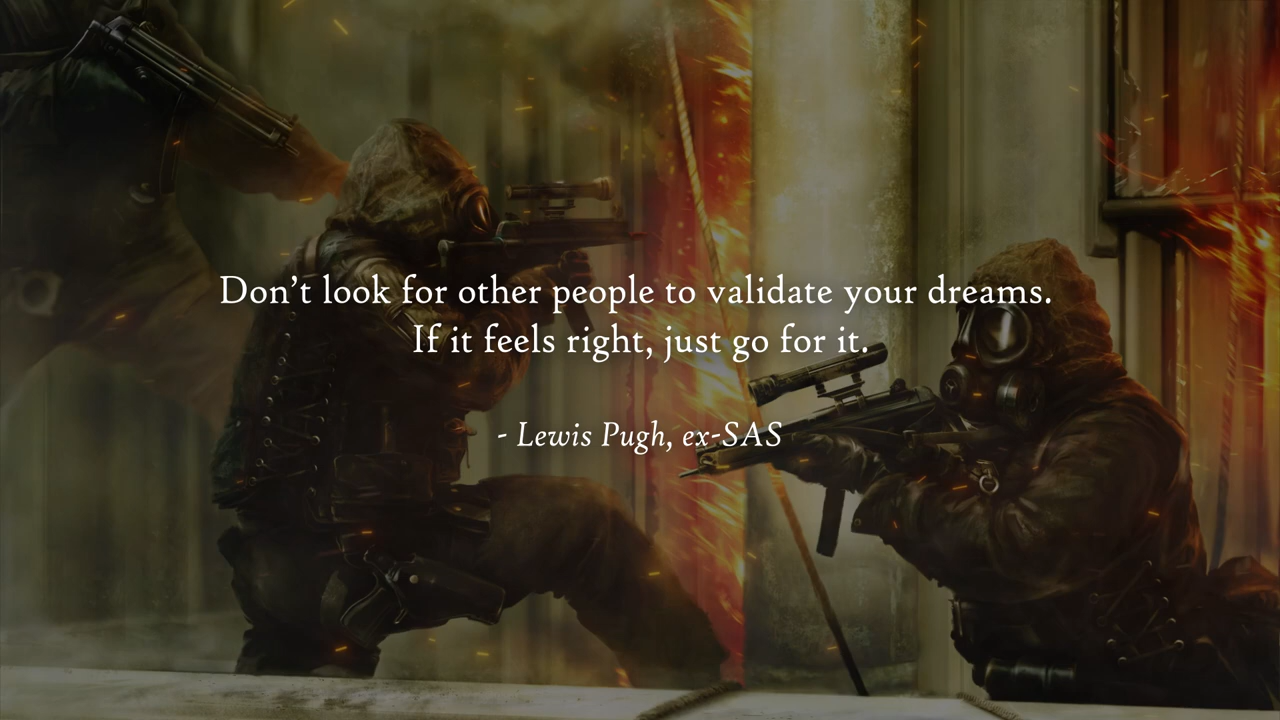 Don’t look for other people to validate your dreams.
If it feels right, just go for it.
- Lewis Pugh, ex-SAS